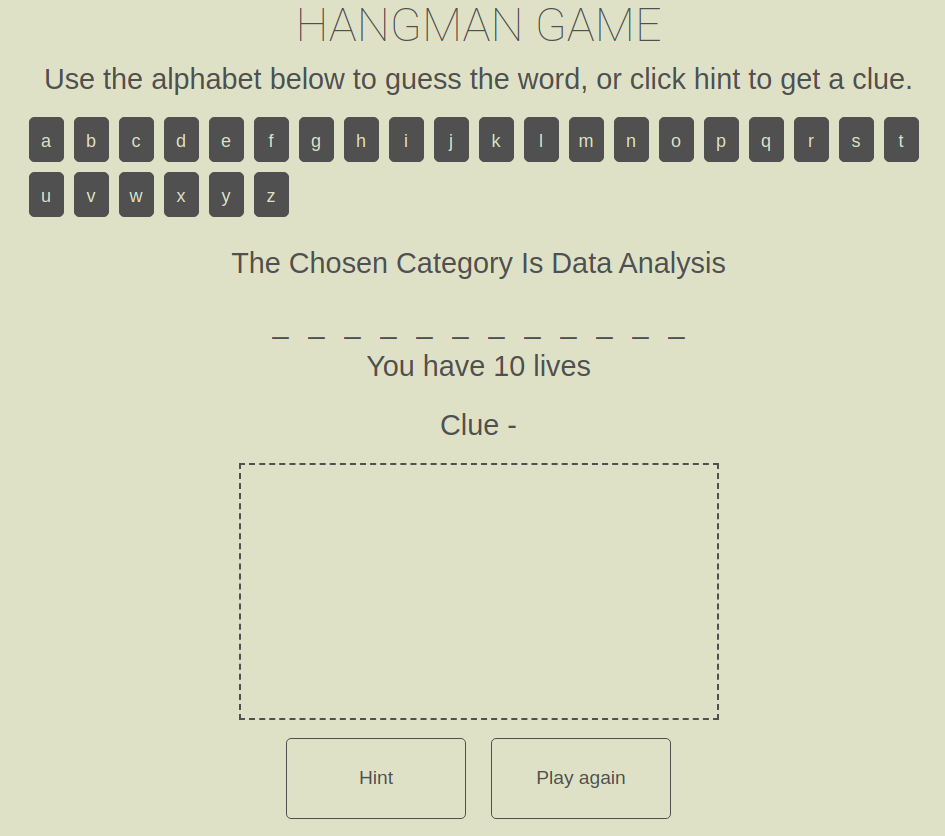 HANGMAN GAME
Use the alphabet below to guess the word, or click hint to get a clue.
a b c d e f g h i j k l m n o p q r s t
u v w x y z
The Chosen Category Is Data Analysis
_ _ _ _ _ _ _ _ _ _ _ _
You have 10 lives
Clue -
Hint Play again